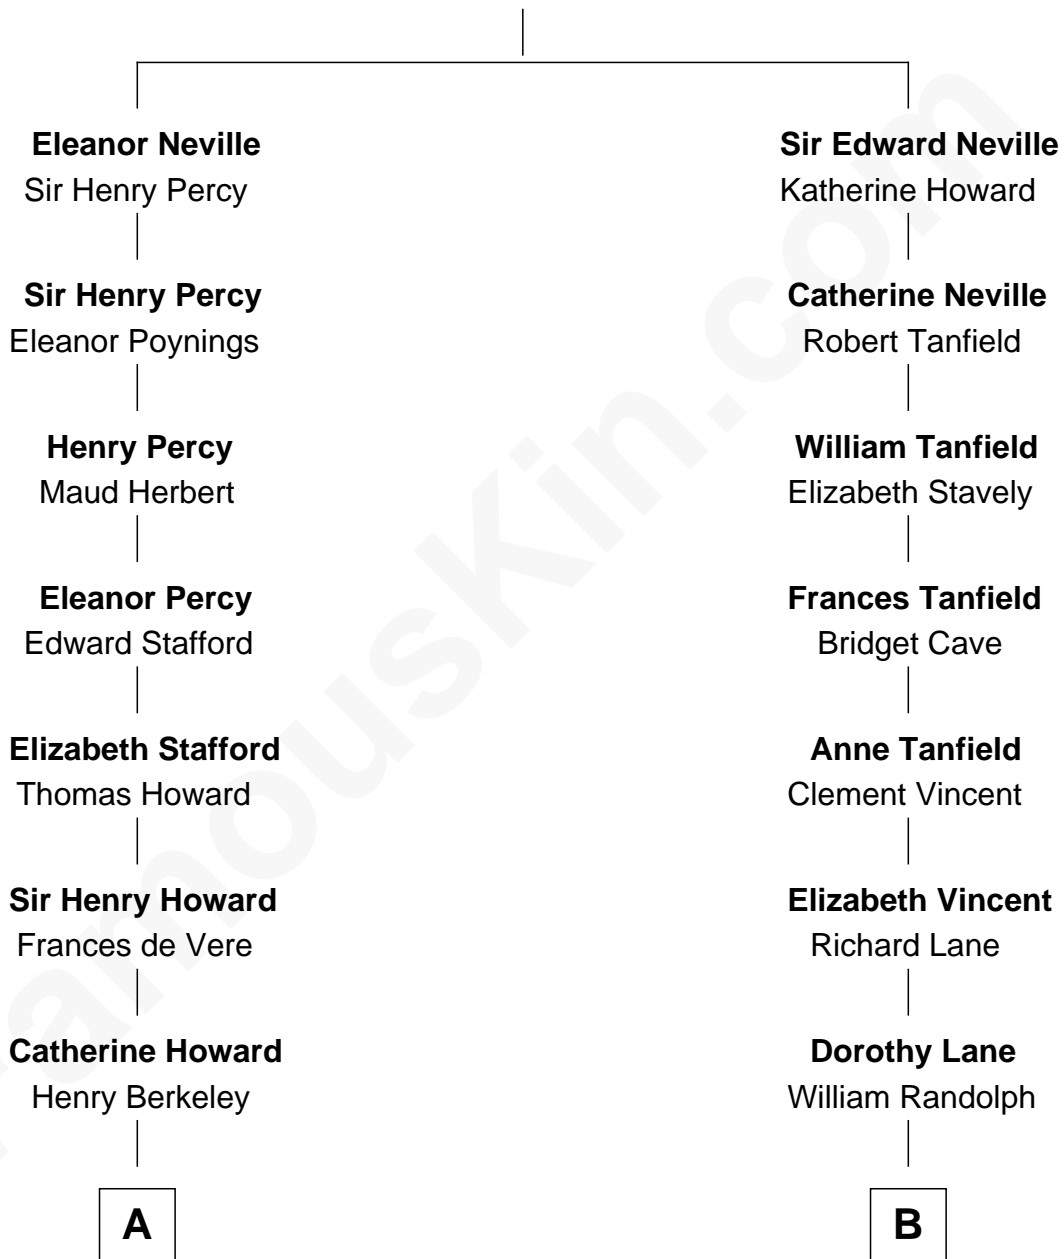 Eleanor Neville
Sir Henry Percy
Sir Henry Percy
Eleanor Poynings
Henry Percy
Maud Herbert
Eleanor Percy
Edward Stafford
Elizabeth Stafford
Thomas Howard
Sir Henry Howard
Frances de Vere
Catherine Howard
Henry Berkeley
A
Sir Edward Neville
Katherine Howard
Catherine Neville
Robert Tanfield
William Tanfield
Elizabeth Stavely
Frances Tanfield
Bridget Cave
Anne Tanfield
Clement Vincent
Elizabeth Vincent
Richard Lane
Dorothy Lane
William Randolph
B
FamousKin.com